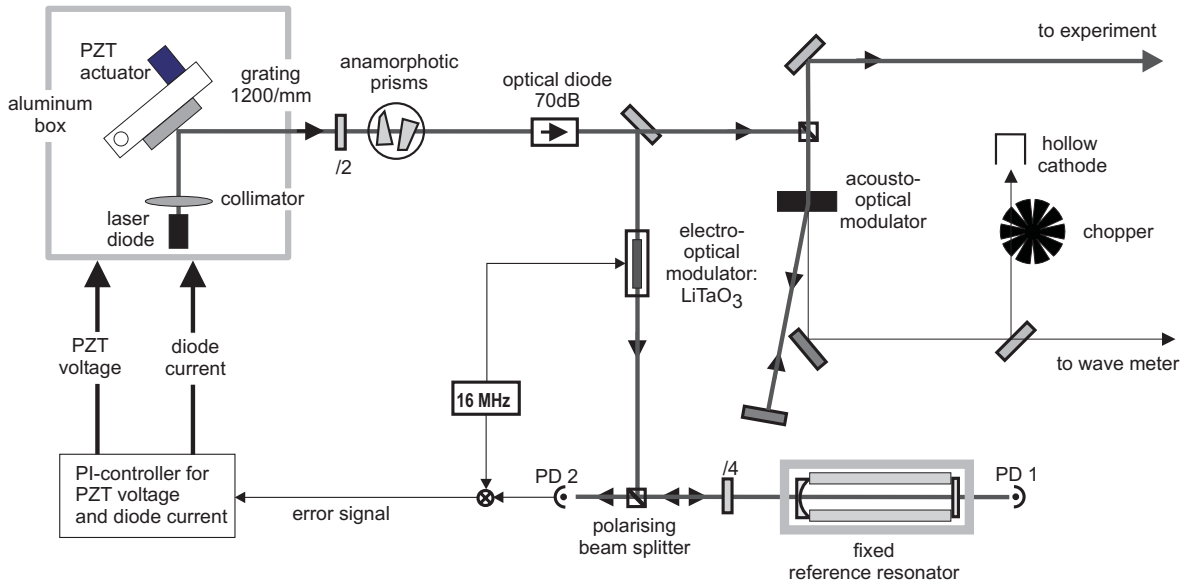 PZT
actuator
aluminum
box
grating
1200/mm
anamorphotic
prisms
optical diode
70dB
to experiment
/2
collimator
laser
diode
electro-
optical
modulator:
LiTaO3
acousto-
optical
modulator
hollow
cathode
chopper
PZT
voltage
diode
current
to wave meter
16 MHz
PI-controller for
PZT voltage
and diode current
error signal
PD 2
/4
PD 1
polarising
beam splitter
fixed
reference resonator